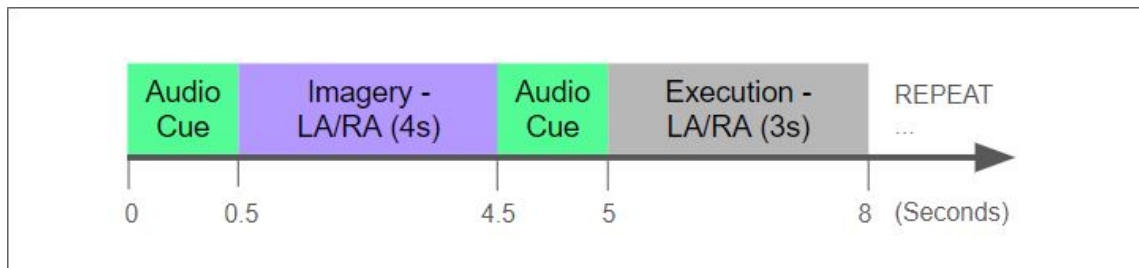 Audio Cue
Imagery - LA/RA (4s)
Audio Cue
Execution - LA/RA (3s)
REPEAT
...
0
0.5
4.5
5
8
(Seconds)